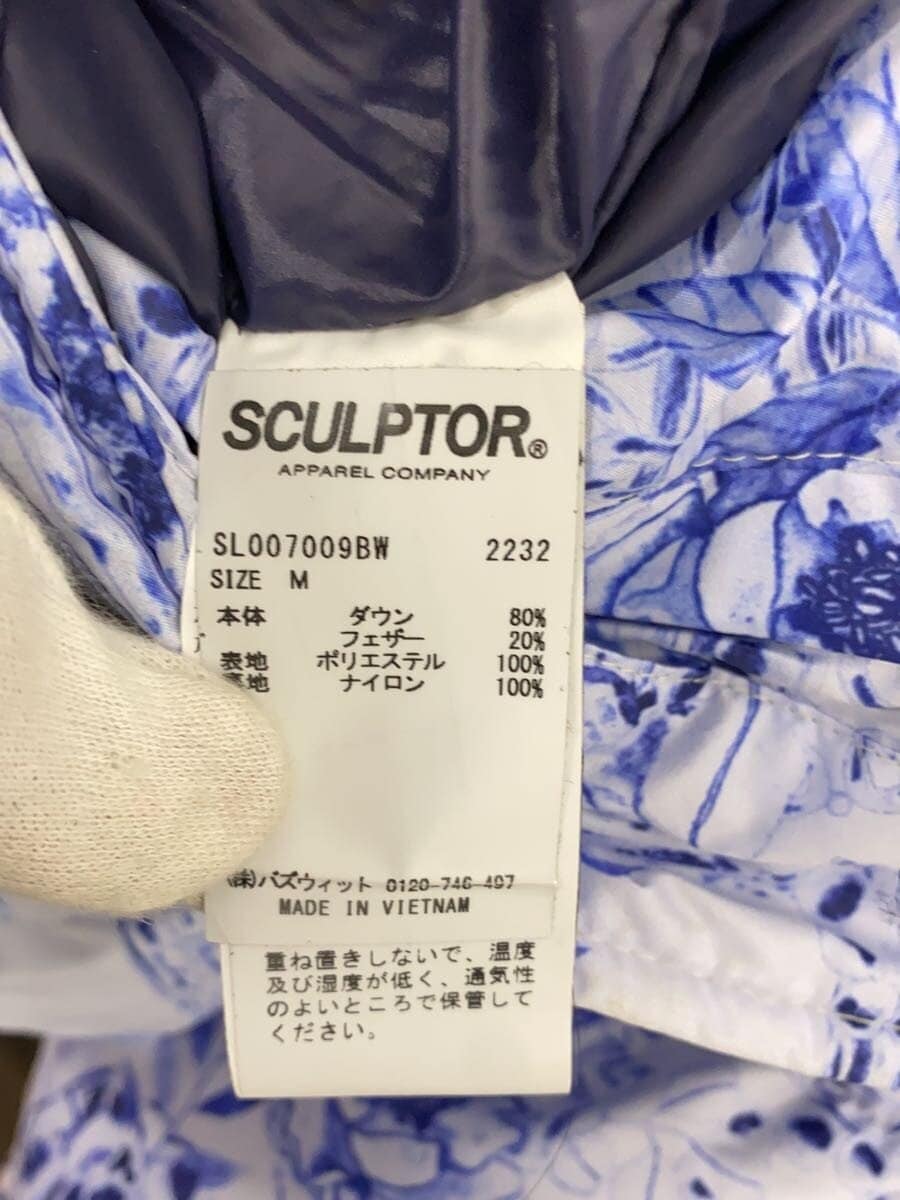 SCULPTOR®
APPAREL COMPANY
SL007009BW 2232
SIZE M
本体 ダウン 80%
フェザー 20%
表地 ポリエステル 100%
地 ナイロン 100%
㈱バズウィット 0120-746-497
MADE IN VIETNAM
重ね置きしないで、温度
及び湿度が低く、通気性
のよいところで保管して
ください。